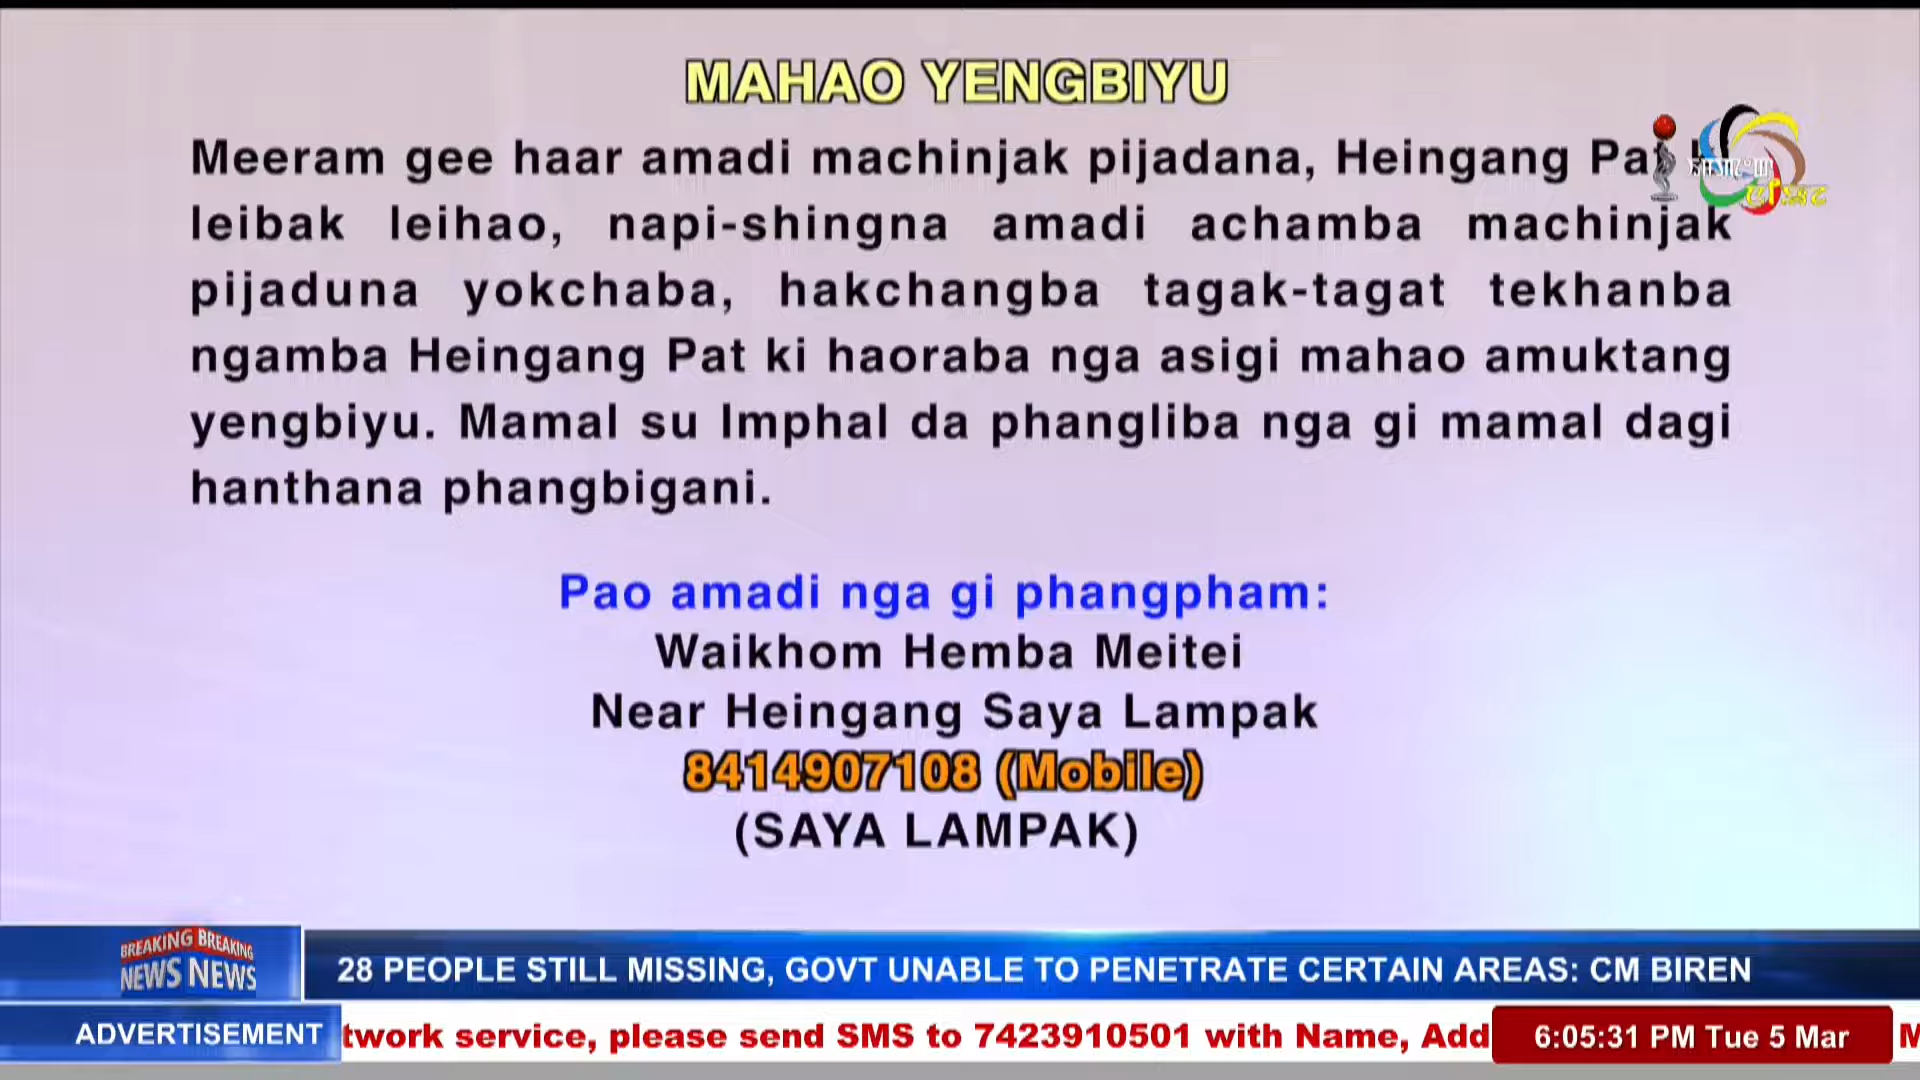 MAHAO YENGBIYU
Meeram gee haar amadi machinjak pijadana, Heingang Pat
leibak leihao, napi-shingna amadi achamba machinjak
pijaduna yokchaba, hakchangba tagak-tagat tekhanba
ngamba Heingang Pat ki haoraba nga asigi mahao amuktang
yengbiyu. Mamal su Imphal da phangliba nga gi mamal dagi
hanthana phangbigani.
Pao amadi nga gi phangpham:
Waikhom Hemba Meitei
Near Heingang Saya Lampak
8414907108 (Mobile)
(SAYA LAMPAK)
BREAKING BREAKING
NEWS NEWS
28 PEOPLE STILL MISSING, GOVT UNABLE TO PENETRATE CERTAIN AREAS: CM BIREN
ADVERTISEMENT twork service, please send SMS to 7423910501 with Name, Add 6:05:31 PM Tue 5 Mar M